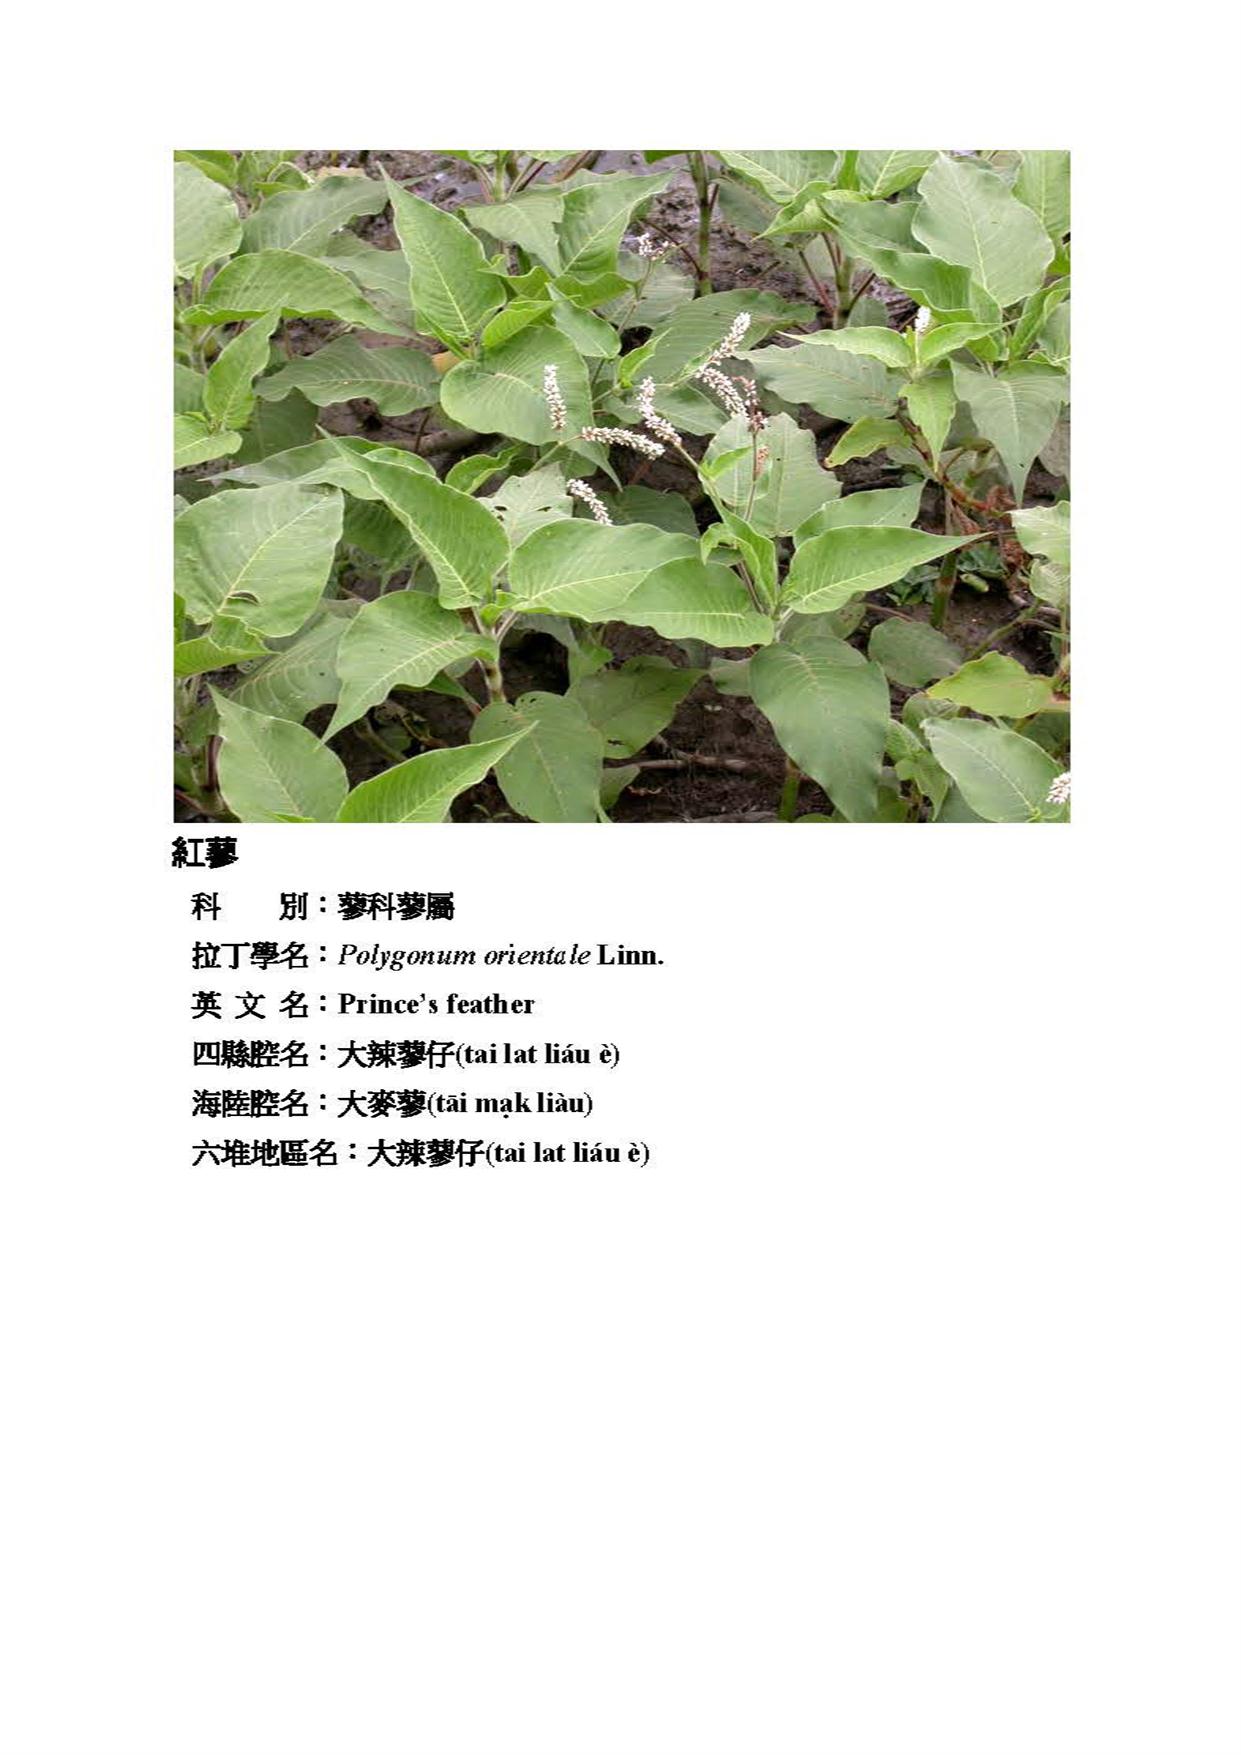 紅蓼
科　　別：蓼科蓼屬
拉丁學名：Polygonum orientale Linn.
英 文 名：Prince’s feather
四縣腔名：大辣蓼仔(tai lat liáu è)
海陸腔名：大麥蓼(tāi mạk liàu)
六堆地區名：大辣蓼仔(tai lat liáu è)